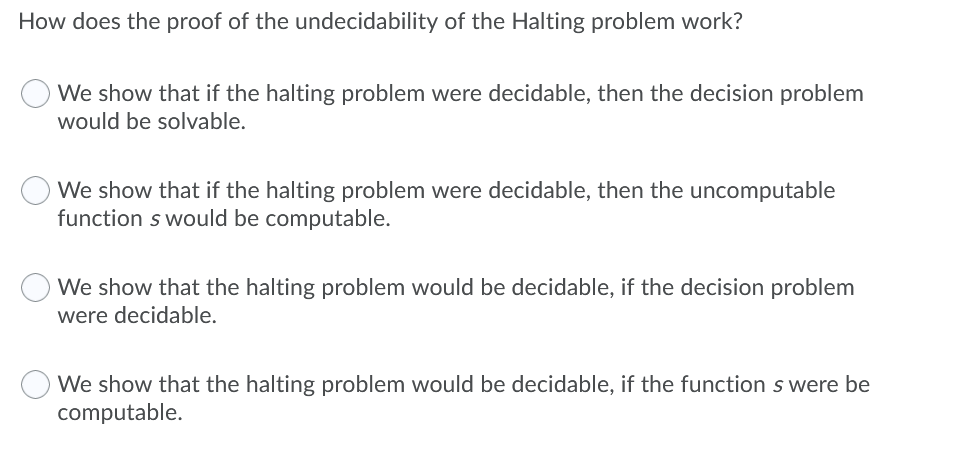 How does the proof of the undecidability of the Halting problem work?
We show that if the halting problem were decidable, then the decision problem
would be solvable.
We show that if the halting problem were decidable, then the uncomputable
function s would be computable.
We show that the halting problem would be decidable, if the decision problem
were decidable.
We show that the halting problem would be decidable, if the function s were be
computable.